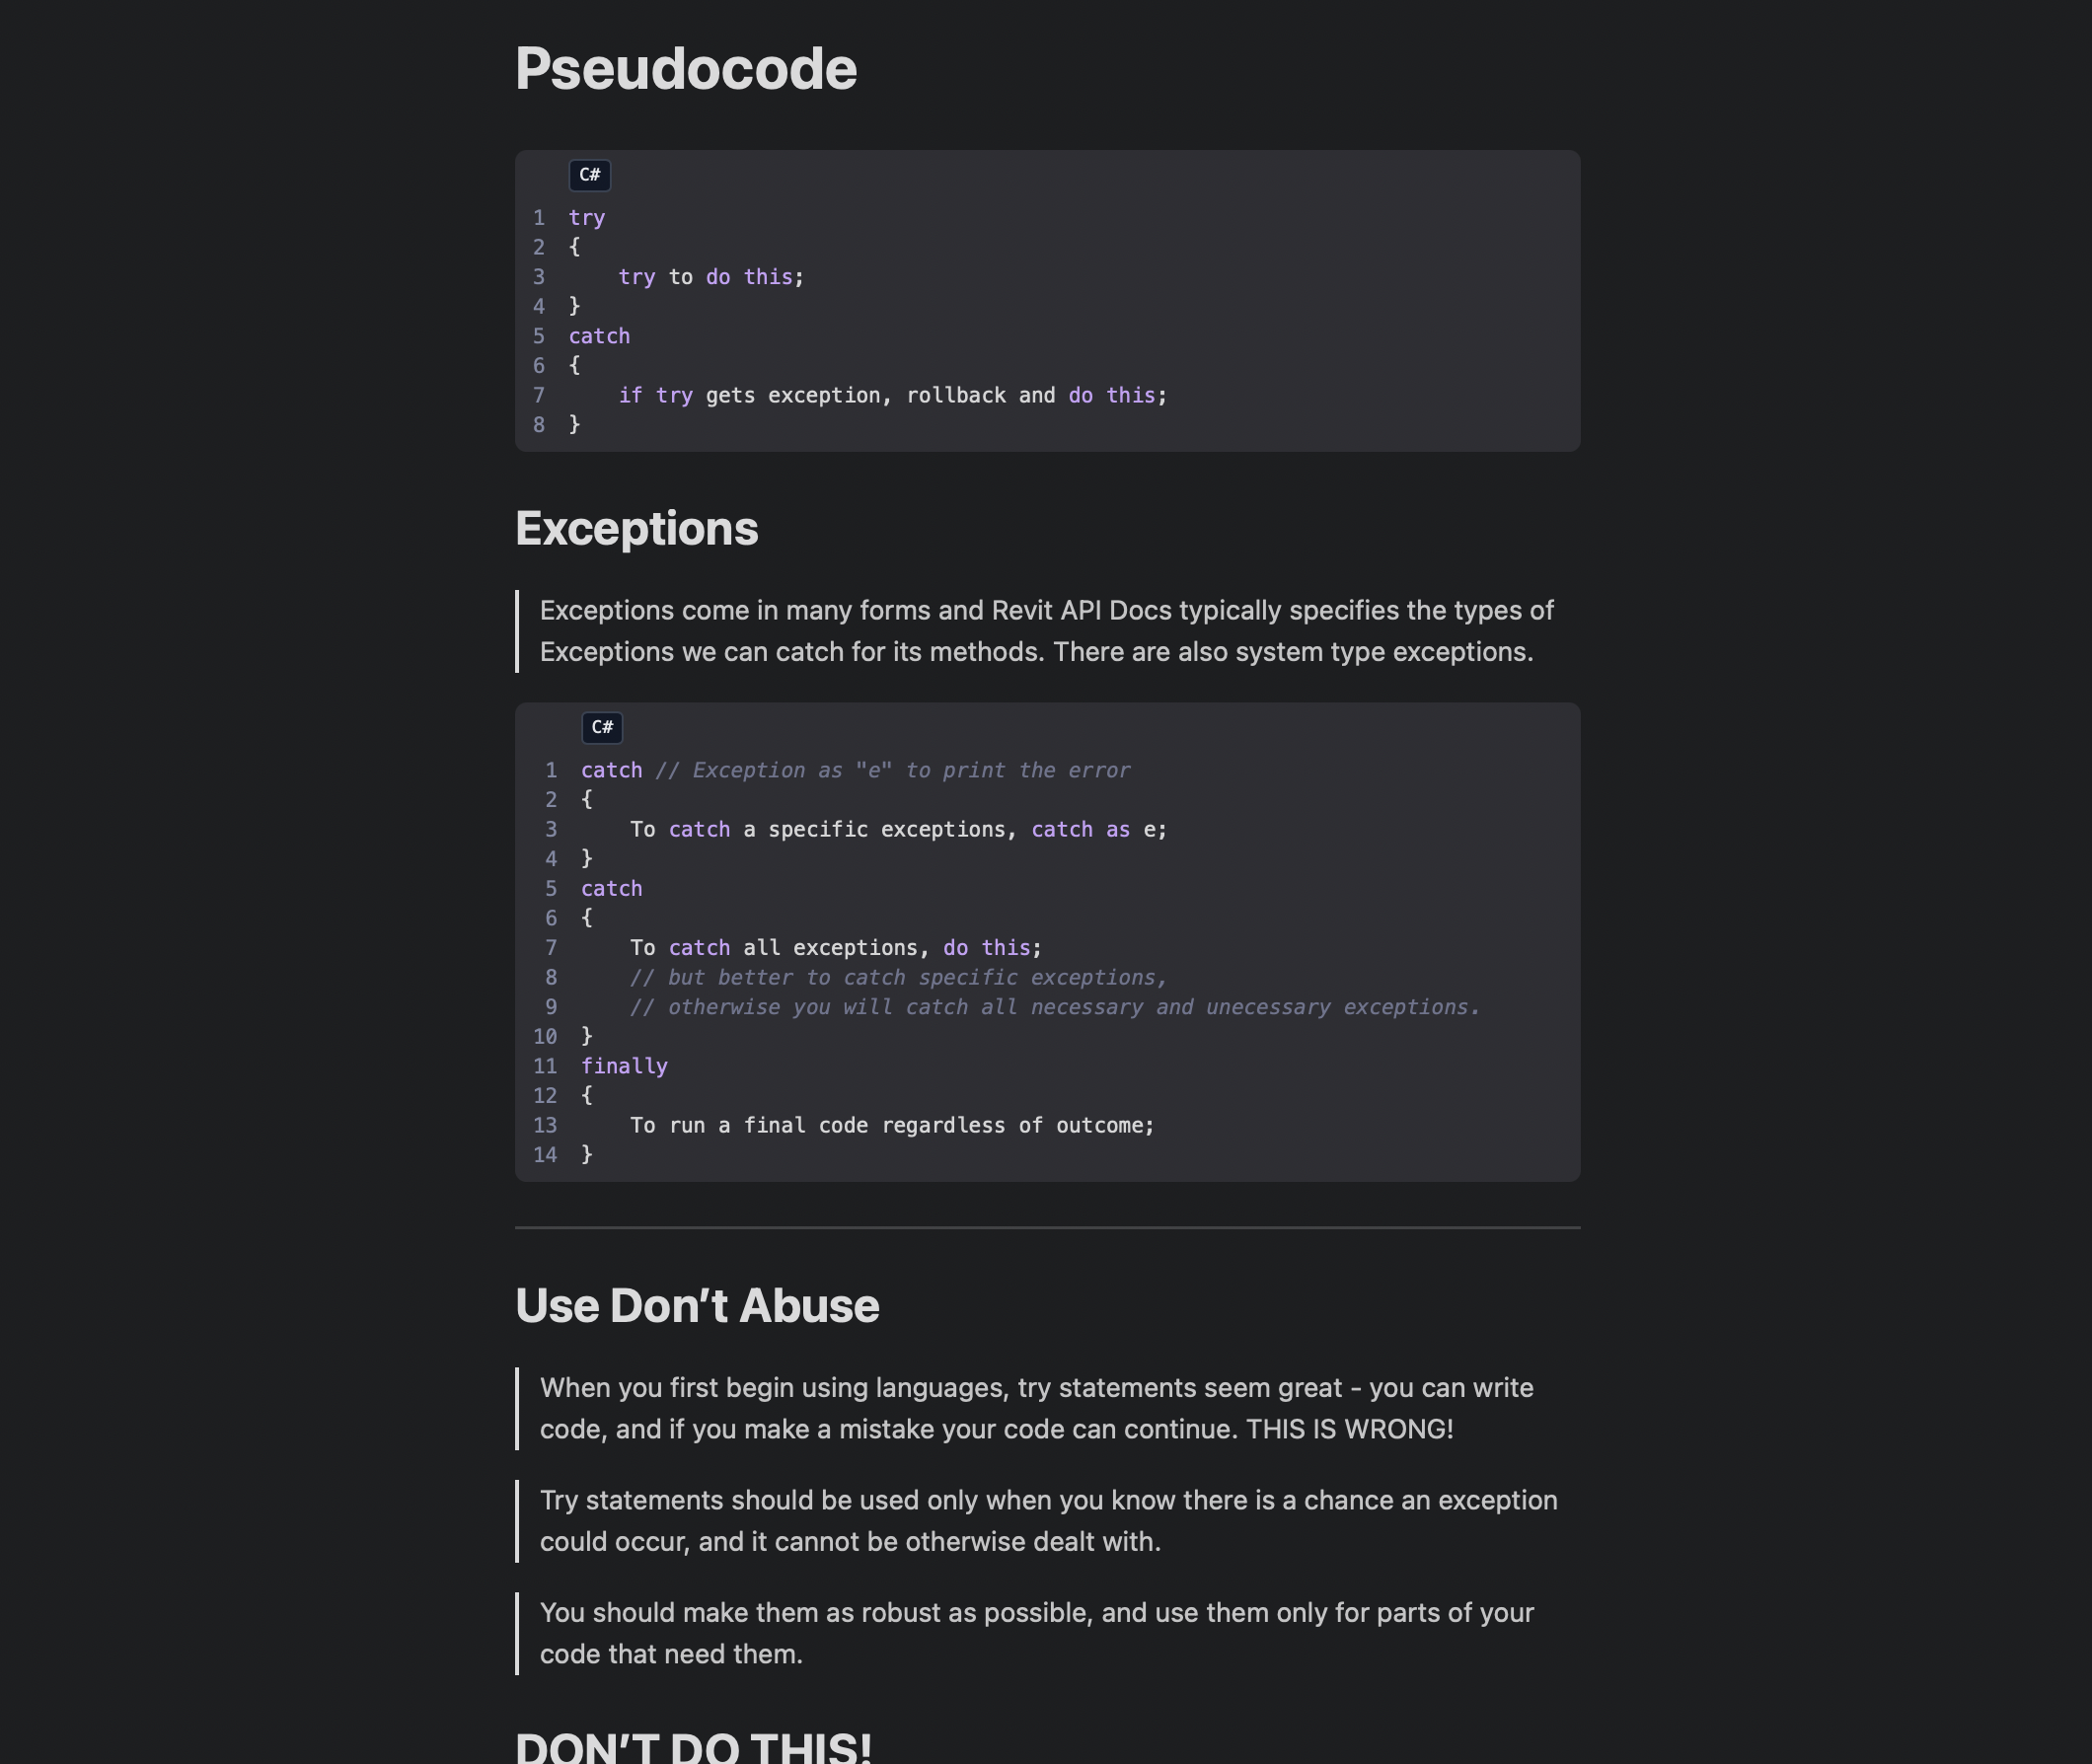 Pseudocode
C#
1 try
2 {
3     try to do this;
4 }
5 catch
6 {
7     if try gets exception, rollback and do this;
8 }
Exceptions
Exceptions come in many forms and Revit API Docs typically specifies the types of
Exceptions we can catch for its methods. There are also system type exceptions.
C#
1 catch // Exception as "e" to print the error
2 {
3     To catch a specific exceptions, catch as e;
4 }
5 catch
6 {
7     To catch all exceptions, do this;
8     // but better to catch specific exceptions,
9     // otherwise you will catch all necessary and unecessary exceptions.
10 }
11 finally
12 {
13     To run a final code regardless of outcome;
14 }
Use Don’t Abuse
When you first begin using languages, try statements seem great - you can write
code, and if you make a mistake your code can continue. THIS IS WRONG!
Try statements should be used only when you know there is a chance an exception
could occur, and it cannot be otherwise dealt with.
You should make them as robust as possible, and use them only for parts of your
code that need them.
DON’T DO THIS!